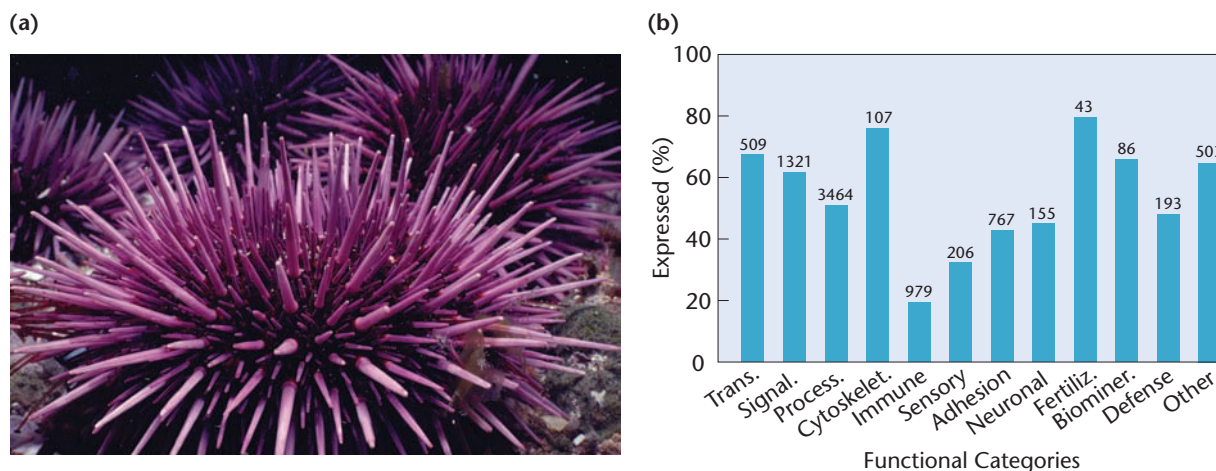 (a)
(b)
100
80
60
40
20
0
Expressed (%)
509
1321
3464
107
979
206
767
155
43
86
193
Trans.
Signal.
Process.
Cytoskelet.
Immune
Sensory
Adhesion
Neuronal
Fertiliz.
Biominer.
Defense
Other
Functional Categories